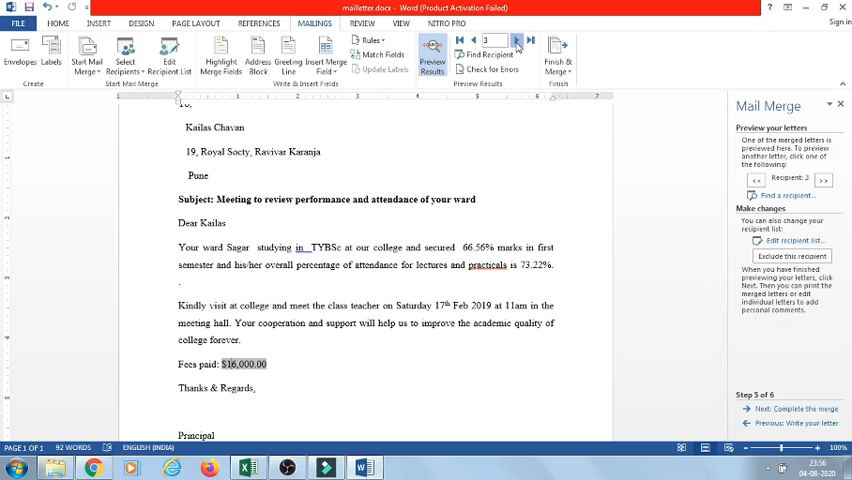 mailletter.docx - Word (Product Activation Failed)
? 
FILE HOME INSERT DESIGN PAGE LAYOUT REFERENCES MAILINGS REVIEW VIEW NITRO PRO Sign in
Envelopes Labels
Create
Start Mail Merge Select Recipients Edit Recipient List
Start Mail Merge
Highlight Merge Fields Address Block Greeting Line Insert Merge Field
Rules
Match Fields
Update Labels
Write & Insert Fields
ABC
Preview Results
3
Find Recipient
Check for Errors
Preview Results
Finish & Merge
Finish
1 1 2 3 4 5 6 7
To,
Kailas Chavan
19, Royal Socty, Ravivar Karanja
Pune
Subject: Meeting to review performance and attendance of your ward
Dear Kailas
Your ward Sagar studying in TYBSc at our college and secured 66.56% marks in first
semester and his/her overall percentage of attendance for lectures and practicals is 73.22%.
.
Kindly visit at college and meet the class teacher on Saturday 17th Feb 2019 at 11am in the
meeting hall. Your cooperation and support will help us to improve the academic quality of
college forever.
Fees paid: $16,000.00
Thanks & Regards,
Principal
Mail Merge
Preview your letters
One of the merged letters is
previewed here. To preview
another letter, click one of
the following:
<< Recipient: 3 >>
Find a recipient...
Make changes
You can also change your
recipient list:
Edit recipient list...
Exclude this recipient
When you have finished
previewing your letters, click
Next. Then you can print the
merged letters or edit
individual letters to add
personal comments.
Step 5 of 6
Next: Complete the merge
Previous: Write your letter
PAGE 1 OF 1 92 WORDS ENGLISH (INDIA) 100%
23:56
04-08-2020